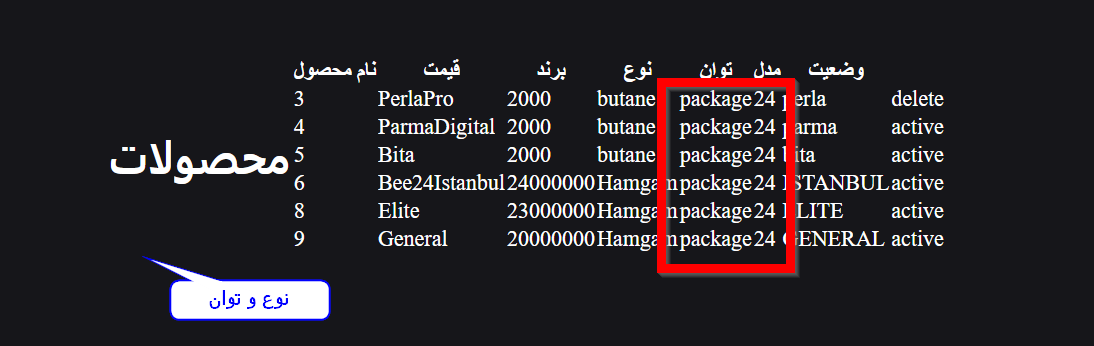 نام محصول قیمت برند نوع توان مدل وضعیت
3 PerlaPro 2000 butane package 24 perla delete
4 ParmaDigital 2000 butane package 24 parma active
محصولات
5 Bita 2000 butane package 24 bita active
6 Bee24Istanbul 24000000 Hamgam package 24 ISTANBUL active
8 Elite 23000000 Hamgam package 24 ELITE active
9 General 20000000 Hamgam package 24 GENERAL active
نوع و توان